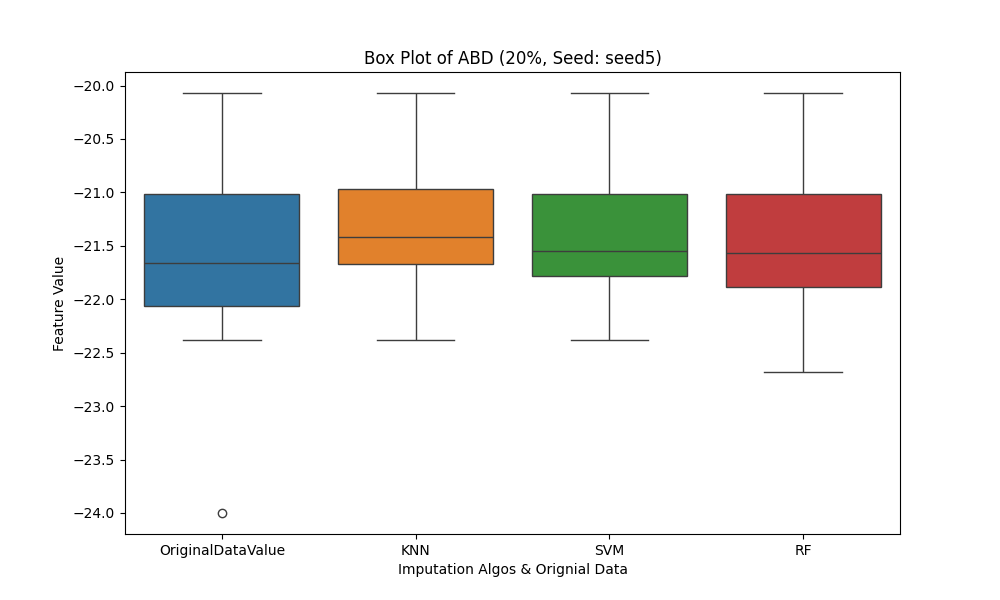 Box Plot of ABD (20%, Seed: seed5)
−20.0
−20.5
−21.0
−21.5
−22.0
−22.5
−23.0
−23.5
−24.0
Feature Value
OriginalDataValue KNN SVM RF
Imputation Algos & Orignial Data